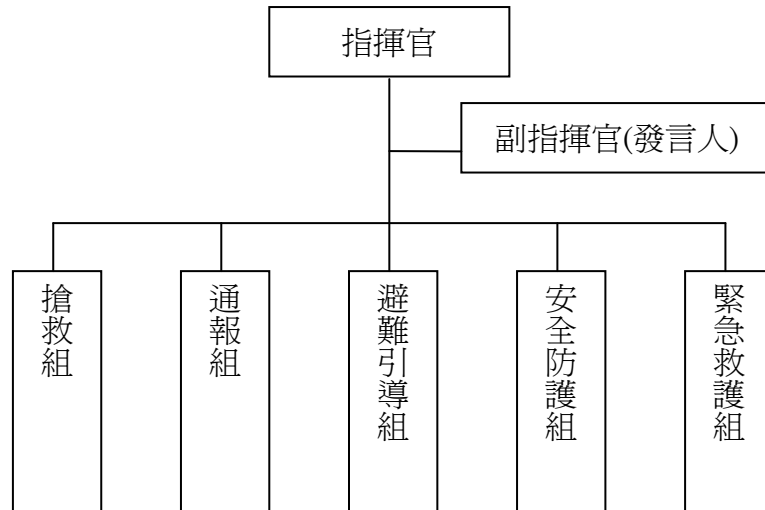 指揮官
副指揮官(發言人)
搶救組
通報組
避難引導組
安全防護組
緊急救護組